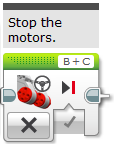 Stop the
motors.
B + C